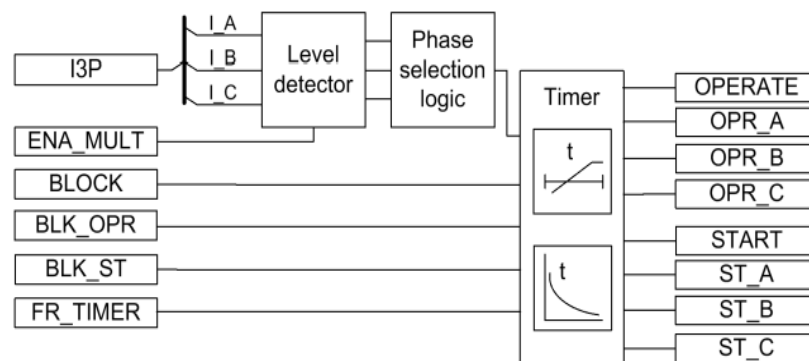 I3P
ENA_MULT
BLOCK
BLK_OPR
BLK_ST
FR_TIMER
I_A
I_B
I_C
Level
detector
Phase
selection
logic
Timer
t
t
OPERATE
OPR_A
OPR_B
OPR_C
START
ST_A
ST_B
ST_C